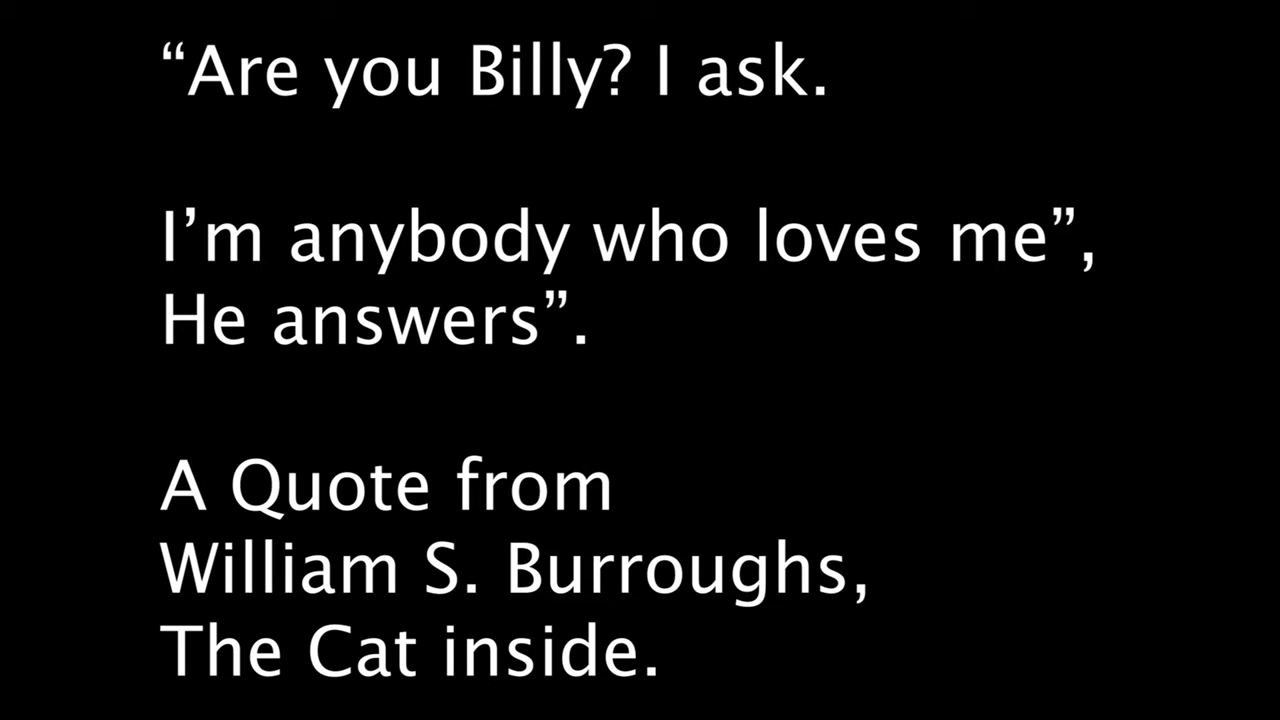 “Are you Billy? I ask.
I’m anybody who loves me”,
He answers”.
A Quote from
William S. Burroughs,
The Cat inside.